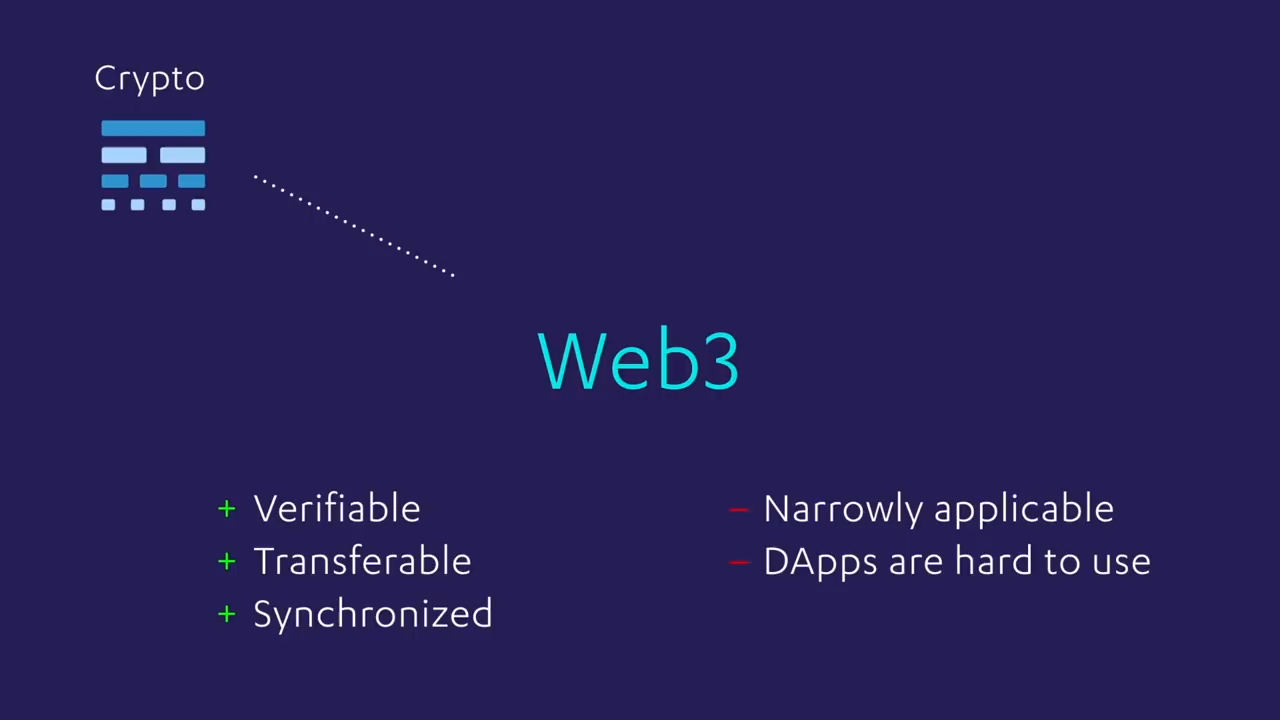 Crypto
Web3
+ Verifiable
+ Transferable
+ Synchronized
– Narrowly applicable
– DApps are hard to use